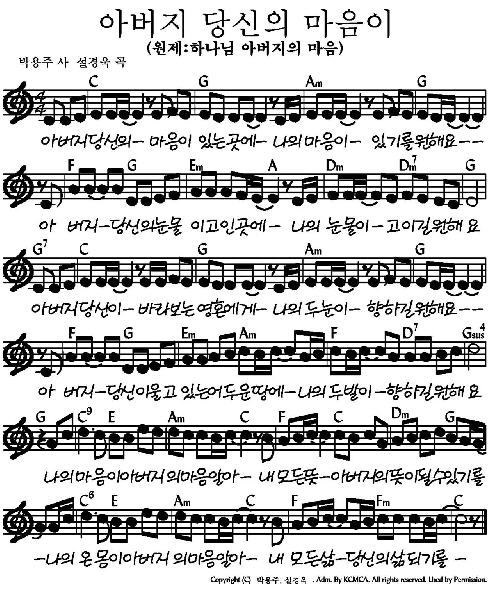 아버지 당신의 마음이
(원제:하나님 아버지의 마음)
박용주 사 설경욱 곡
C G Am G
아버지당신의- 마음이 있는곳에- 나의마음이- 있기를원해요--
F G Em A Dm Dm7 G
아 버지-당신의눈물 이고인곳에- 나의 눈물이-고이길원해요
G7 C G Am G
아버지당신이- 바라보는영혼에게- 나의두눈이- 향하길원해요--
F G Em Am F D7 Gsus4
아 버지-당신이울고 있는어두운땅에-나의두발이-향하길원해요
G C9 E Am C F C Dm G
나의마음이아버지의마음알아- 내모든뜻-아버지의뜻이될수있기를
C E Am C F C F C
-나의 온몸이아버지 의마음알아- 내 모든삶-당신의삶되기를-
Copyright (C) 박용주, 설경욱 . Adm. By KCMCA. All rights reserved. Used by Permission.